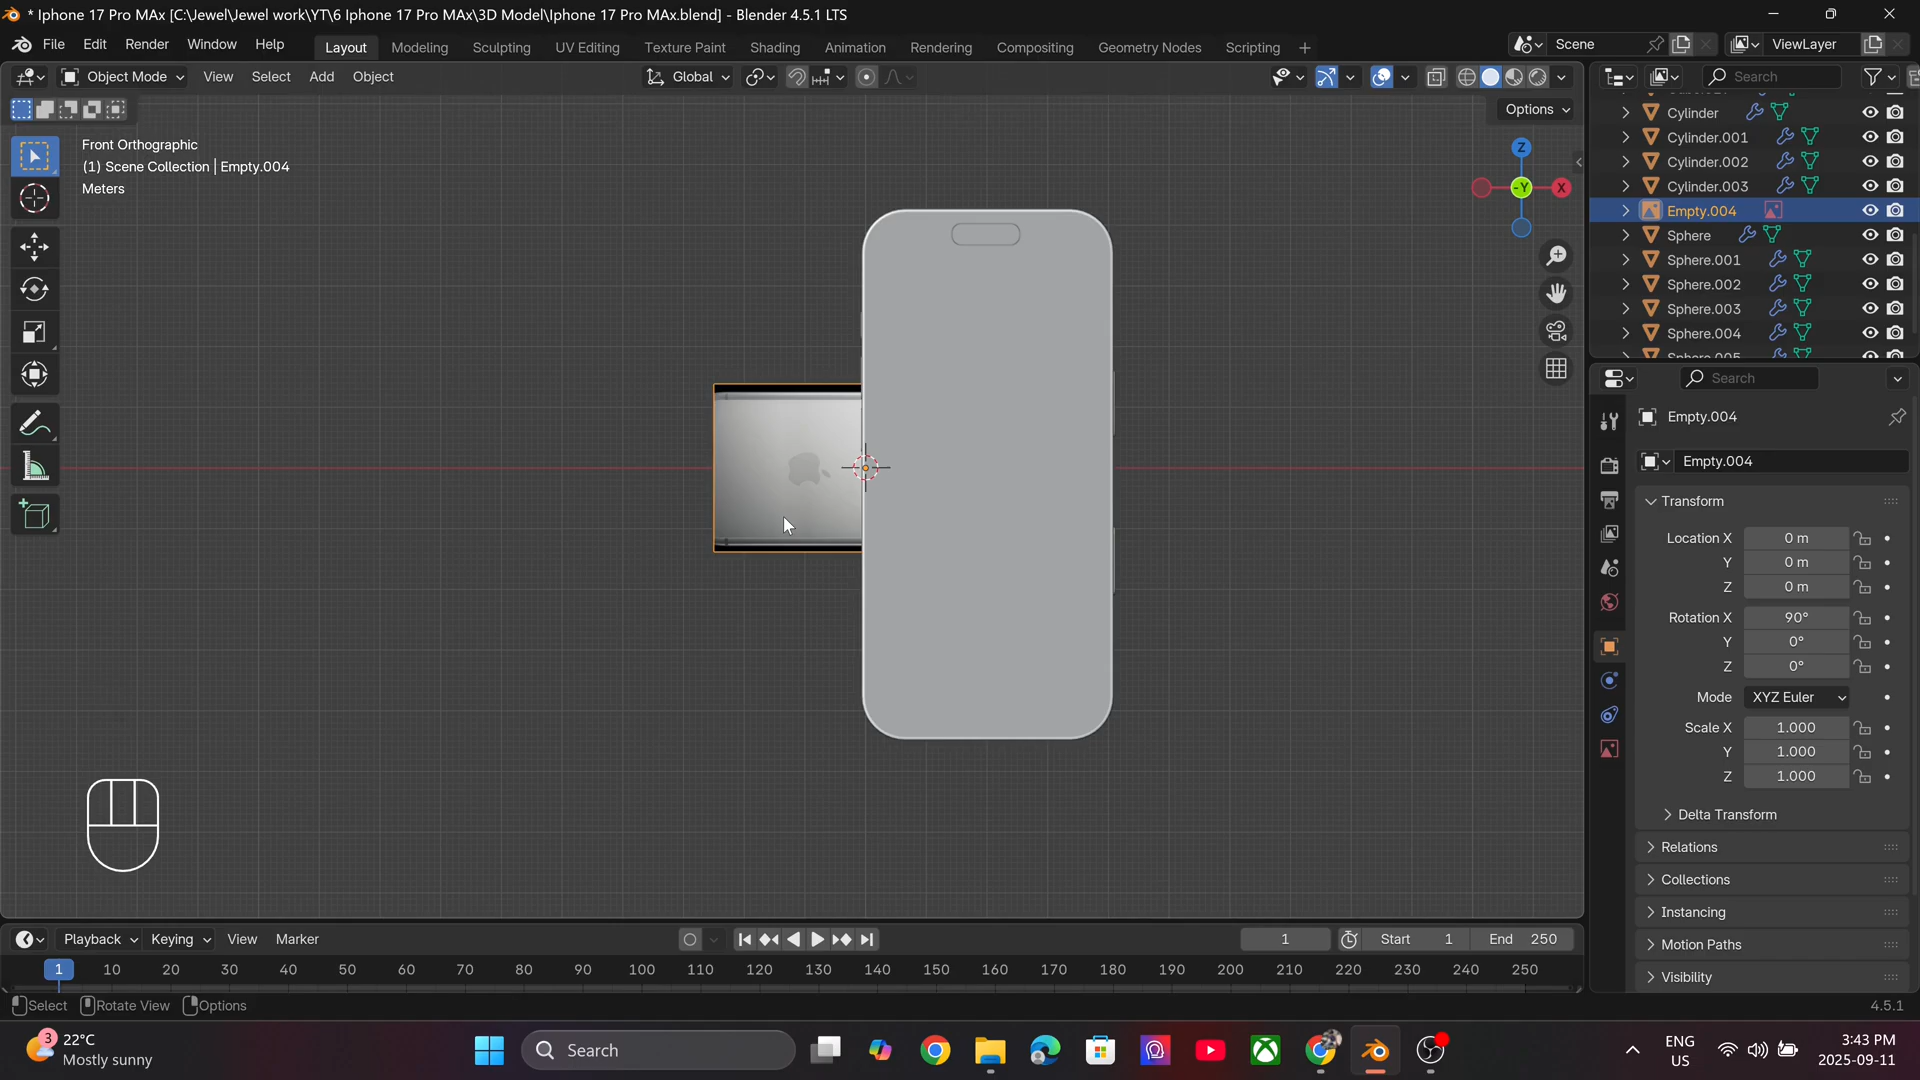 * Iphone 17 Pro MAx [C:\Jewel\Jewel work\YT\6 Iphone 17 Pro MAx\3D Model\Iphone 17 Pro MAx.blend] - Blender 4.5.1 LTS
File Edit Render Window Help Layout Modeling Sculpting UV Editing Texture Paint Shading Animation Rendering Compositing Geometry Nodes Scripting + Scene ViewLayer
Object Mode View Select Add Object Global Search
Options
Front Orthographic
(1) Scene Collection | Empty.004
Meters
Z
-Y
X
Cylinder
Cylinder.001
Cylinder.002
Cylinder.003
Empty.004
Sphere
Sphere.001
Sphere.002
Sphere.003
Sphere.004
Sphere.005
Search
Empty.004
Empty.004
Transform
Location X 0 m
Y 0 m
Z 0 m
Rotation X 90°
Y 0°
Z 0°
Mode XYZ Euler
Scale X 1.000
Y 1.000
Z 1.000
Delta Transform
Relations
Collections
Instancing
Motion Paths
Visibility
Playback Keying View Marker 1 Start 1 End 250
1 10 20 30 40 50 60 70 80 90 100 110 120 130 140 150 160 170 180 190 200 210 220 230 240 250
Select Rotate View Options 4.5.1
3 22°C
Mostly sunny
Search
ENG
US
3:43 PM
2025-09-11